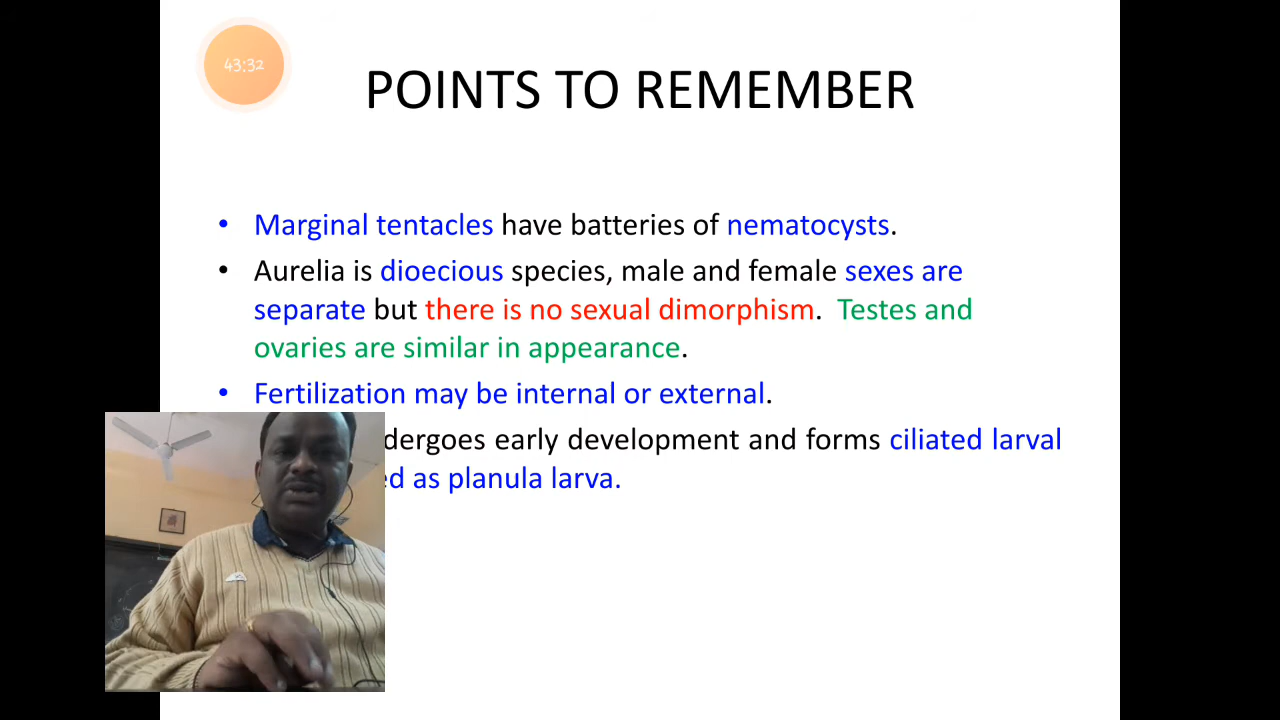 43:32
POINTS TO REMEMBER
• Marginal tentacles have batteries of nematocysts.
• Aurelia is dioecious species, male and female sexes are
separate but there is no sexual dimorphism. Testes and
ovaries are similar in appearance.
• Fertilization may be internal or external.
early development and forms ciliated larval
as planula larva.